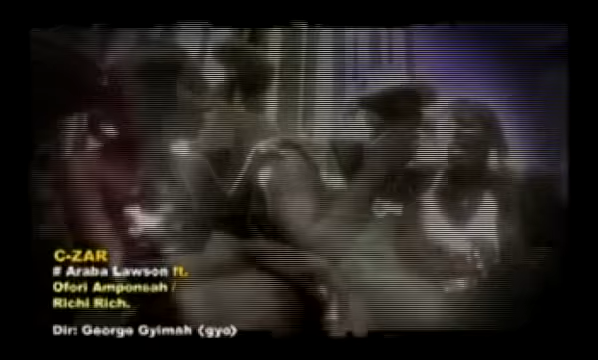 C-ZAR
# Araba Lawson ft.
Ofori Amponsah /
Richi Rich.
Dir: George Gyimah (gyo)